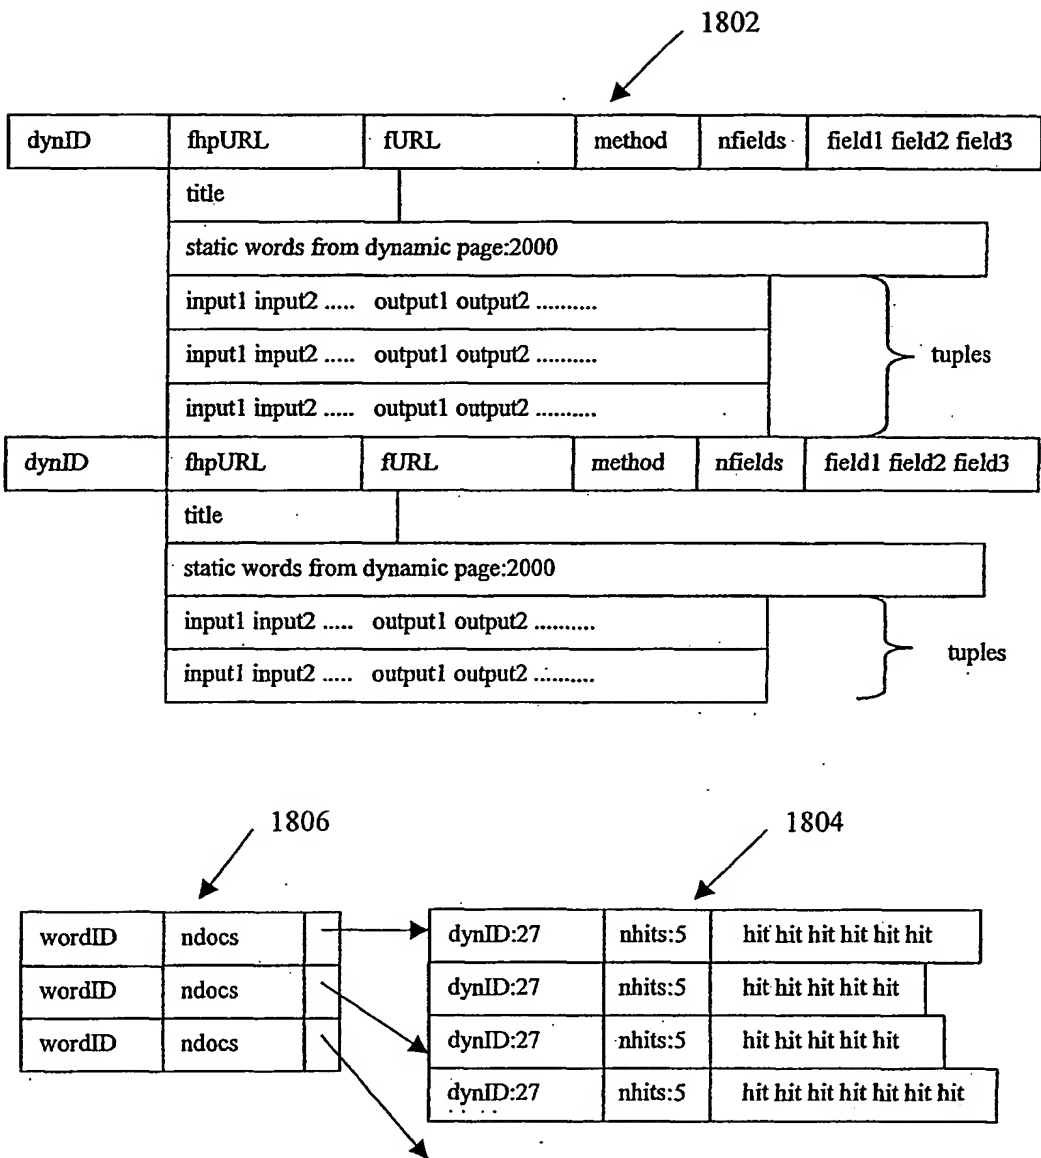 1802
dynID fhpURL fURL method nfields field1 field2 field3
title
static words from dynamic page:2000
input1 input2 ..... output1 output2 ..........
input1 input2 ..... output1 output2 ..........
tuples
input1 input2 ..... output1 output2 ..........
dynID fhpURL fURL method nfields field1 field2 field3
title
static words from dynamic page:2000
input1 input2 ..... output1 output2 ..........
tuples
input1 input2 ..... output1 output2 ..........
1806 1804
wordID ndocs dynID:27 nhits:5 hit hit hit hit hit hit
wordID ndocs dynID:27 nhits:5 hit hit hit hit hit
wordID ndocs dynID:27 nhits:5 hit hit hit hit hit
dynID:27 nhits:5 hit hit hit hit hit hit hit